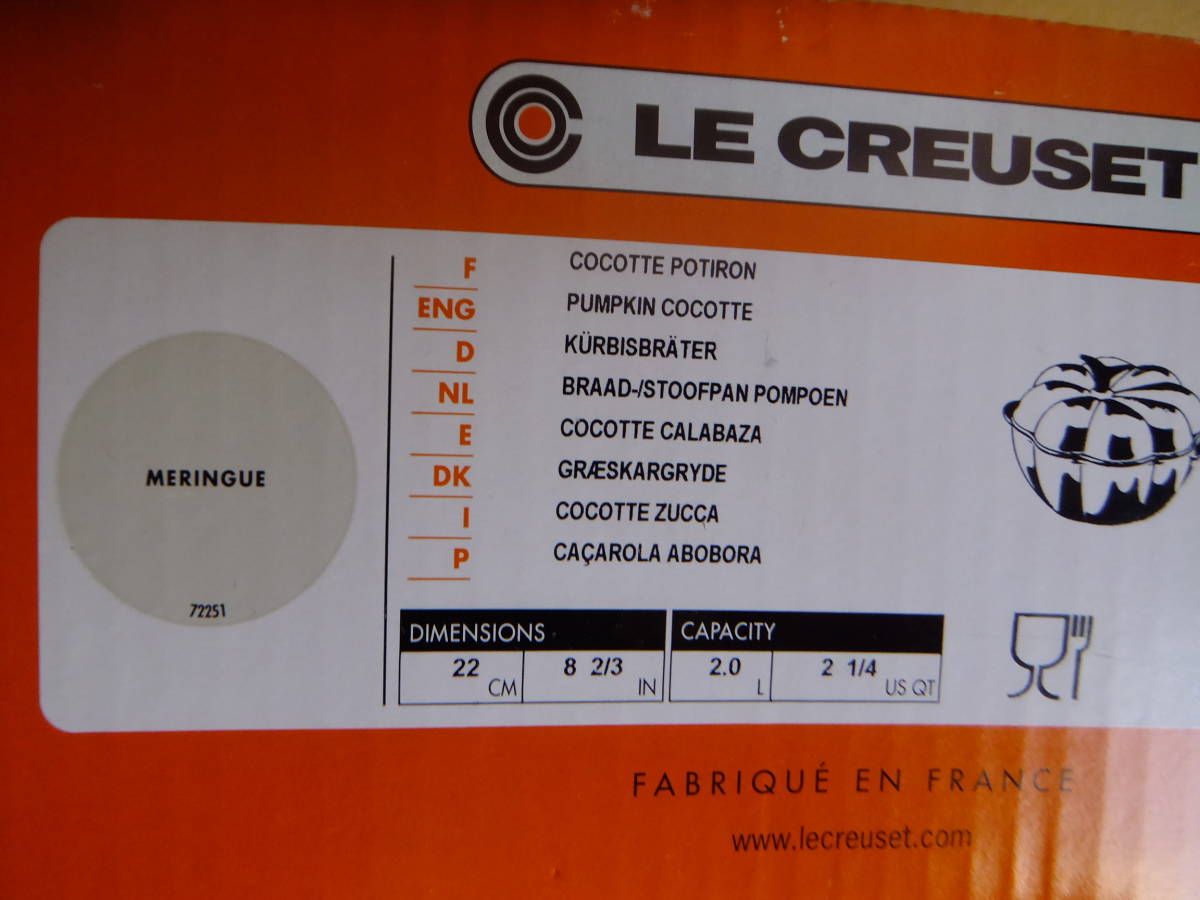 LE CREUSET
F COCOTTE POTIRON
ENG PUMPKIN COCOTTE
D KÜRBISBRÄTER
NL BRAAD-/STOOFPAN POMPOEN
E COCOTTE CALABAZA
DK GRÆSKARGRYDE
I COCOTTE ZUCCA
P CAÇAROLA ABOBORA
MERINGUE
72251
DIMENSIONS CAPACITY
22 CM 8 2/3 IN 2.0 L 2 1/4 US QT
FABRIQUÉ EN FRANCE
www.lecreuset.com